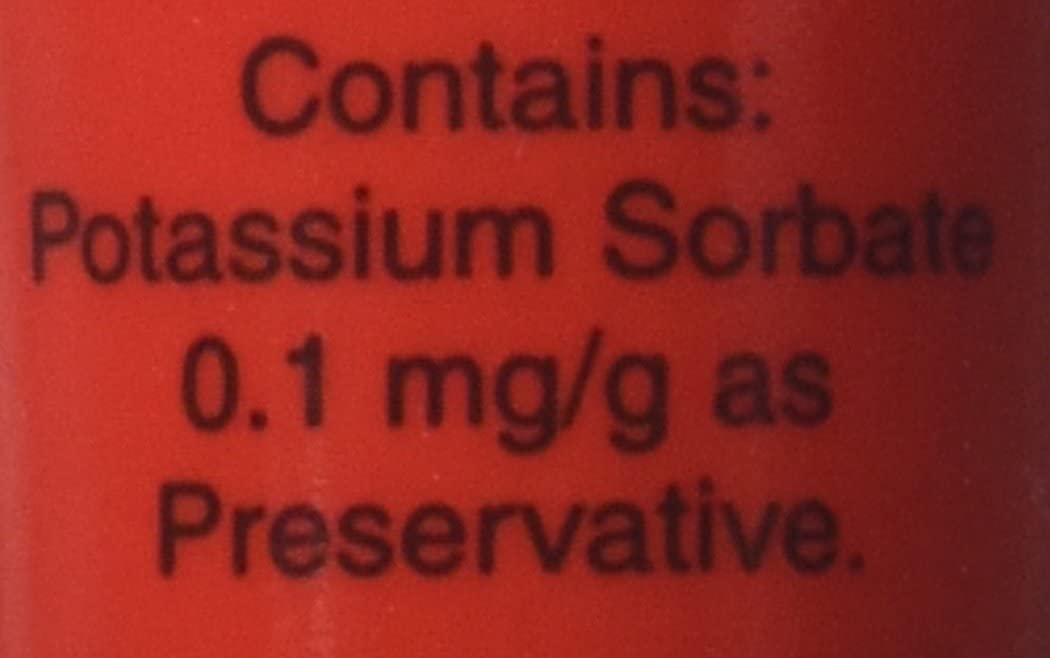 Contains:
Potassium Sorbate
0.1 mg/g as
Preservative.